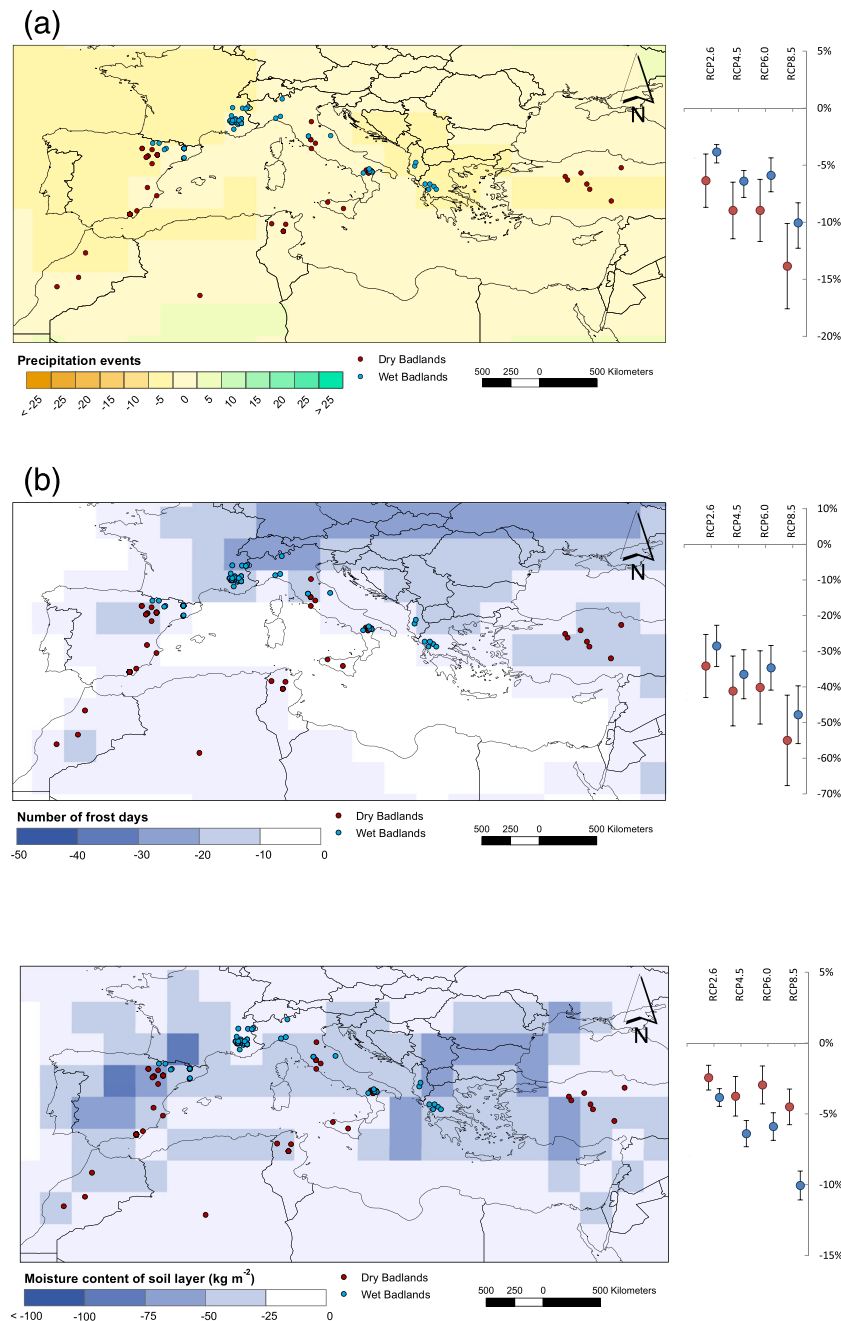 (a)
N
RCP2.6 RCP4.5 RCP6.0 RCP8.5
5%
0%
-5%
-10%
-15%
-20%
Precipitation events
< -25 -25 -20 -15 -10 -5 0 5 10 15 20 25 > 25
Dry Badlands
Wet Badlands
500 250 0 500 Kilometers
(b)
N
RCP2.6 RCP4.5 RCP6.0 RCP8.5
10%
0%
-10%
-20%
-30%
-40%
-50%
-60%
-70%
Number of frost days
-50 -40 -30 -20 -10 0
Dry Badlands
Wet Badlands
500 250 0 500 Kilometers
N
RCP2.6 RCP4.5 RCP6.0 RCP8.5
5%
0%
-5%
-10%
-15%
Moisture content of soil layer (kg m⁻²)
< -100 -100 -75 -50 -25 0
Dry Badlands
Wet Badlands
500 250 0 500 Kilometers